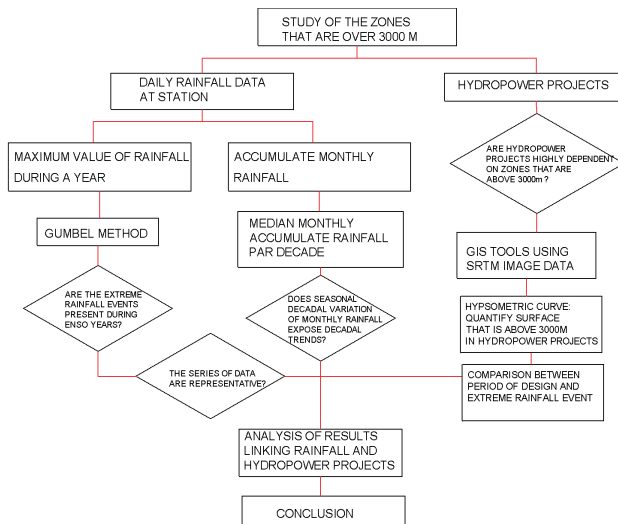 STUDY OF THE ZONES
THAT ARE OVER 3000 M
DAILY RAINFALL DATA
AT STATION
HYDROPOWER PROJECTS
MAXIMUM VALUE OF RAINFALL
DURING A YEAR
ACCUMULATE MONTHLY
RAINFALL
ARE HYDROPOWER
PROJECTS HIGHLY DEPENDENT
ON ZONES THAT ARE
ABOVE 3000m ?
GUMBEL METHOD
MEDIAN MONTHLY
ACCUMULATE RAINFALL
PAR DECADE
GIS TOOLS USING
SRTM IMAGE DATA
ARE THE EXTREME
RAINFALL EVENTS
PRESENT DURING
ENSO YEARS?
DOES SEASONAL
DECADAL VARIATION
OF MONTHLY RAINFALL
EXPOSE DECADAL
TRENDS?
HYPSOMETRIC CURVE:
QUANTIFY SURFACE
THAT IS ABOVE 3000M
IN HYDROPOWER PROJECTS
THE SERIES OF DATA
ARE REPRESENTATIVE?
COMPARISON BETWEEN
PERIOD OF DESIGN AND
EXTREME RAINFALL EVENT
ANALYSIS OF RESULTS
LINKING RAINFALL AND
HYDROPOWER PROJECTS
CONCLUSION